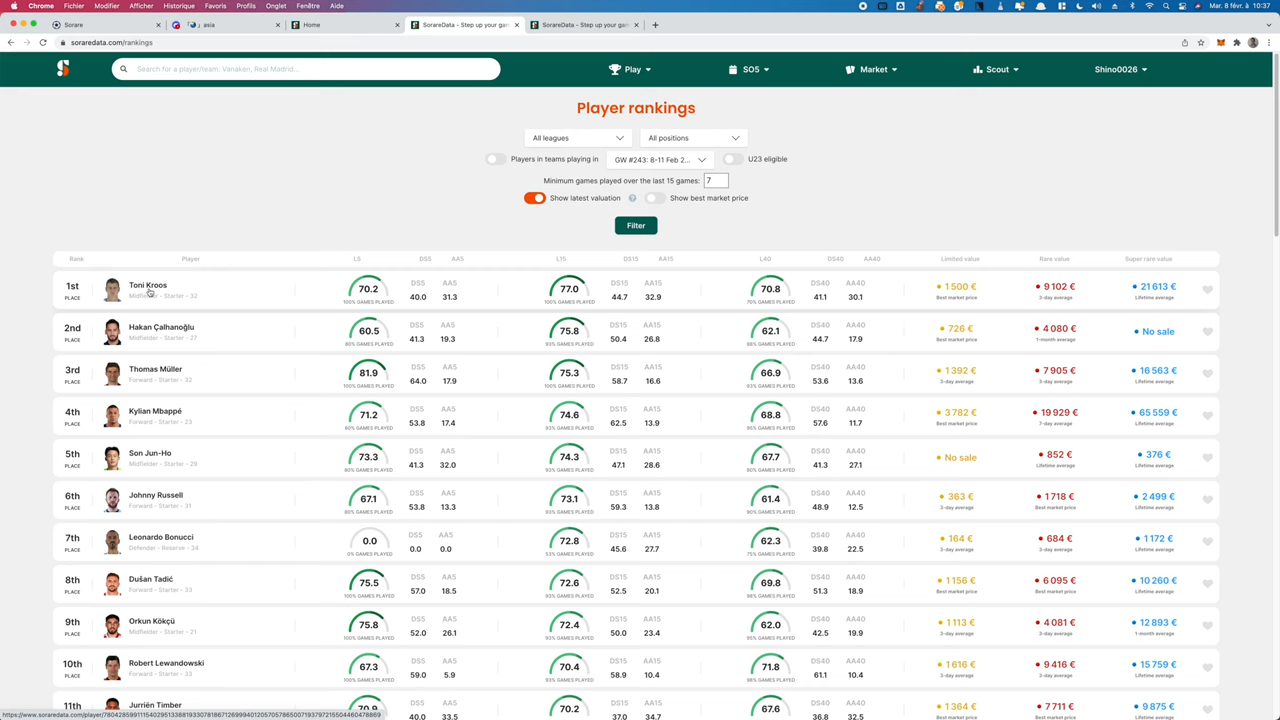 Chrome Fichier Modifier Afficher Historique Favoris Profils Onglet Fenêtre Aide Mar. 8 fév. à 10:37
Sorare asia Home SorareData - Step up your gam SorareData - Step up your gam
soraredata.com/rankings
Search for a player/team: Vanaken, Real Madrid... Play SO5 Market Scout Shino0026
Player rankings
All leagues All positions
Players in teams playing in GW #243: 8-11 Feb 2... U23 eligible
Minimum games played over the last 15 games: 7
Show latest valuation Show best market price
Filter
Rank Player L5 DS5 AA5 L15 DS15 AA15 L40 DS40 AA40 Limited value Rare value Super rare value
1st PLACE Toni Kroos Midfielder - Starter - 32 70.2 100% GAMES PLAYED DS5 40.0 AA5 31.3 77.0 100% GAMES PLAYED DS15 44.7 AA15 32.9 70.8 70% GAMES PLAYED DS40 41.1 AA40 30.1 1 500 € Best market price 9 102 € 3-day average 21 613 € Lifetime average
2nd PLACE Hakan Çalhanoğlu Midfielder - Starter - 27 60.5 80% GAMES PLAYED DS5 41.3 AA5 19.3 75.8 93% GAMES PLAYED DS15 50.4 AA15 26.8 62.1 88% GAMES PLAYED DS40 44.7 AA40 17.9 726 € Best market price 4 080 € 1-month average No sale
3rd PLACE Thomas Müller Forward - Starter - 32 81.9 100% GAMES PLAYED DS5 64.0 AA5 17.9 75.3 100% GAMES PLAYED DS15 58.7 AA15 16.6 66.9 93% GAMES PLAYED DS40 53.6 AA40 13.6 1 392 € 3-day average 7 905 € 3-day average 16 563 € Lifetime average
4th PLACE Kylian Mbappé Forward - Starter - 23 71.2 80% GAMES PLAYED DS5 53.8 AA5 17.4 74.6 93% GAMES PLAYED DS15 62.5 AA15 13.9 68.8 93% GAMES PLAYED DS40 57.6 AA40 11.7 3 782 € Best market price 19 929 € 7-day average 65 559 € Lifetime average
5th PLACE Son Jun-Ho Midfielder - Starter - 29 73.3 80% GAMES PLAYED DS5 41.3 AA5 32.0 74.3 93% GAMES PLAYED DS15 47.1 AA15 28.6 67.7 90% GAMES PLAYED DS40 41.3 AA40 27.1 No sale 852 € Lifetime average 376 € Lifetime average
6th PLACE Johnny Russell Forward - Starter - 31 67.1 80% GAMES PLAYED DS5 53.8 AA5 13.3 73.1 93% GAMES PLAYED DS15 59.3 AA15 13.8 61.4 90% GAMES PLAYED DS40 48.9 AA40 12.5 363 € 3-day average 1 718 € Best market price 2 499 € Lifetime average
7th PLACE Leonardo Bonucci Defender - Reserve - 34 0.0 0% GAMES PLAYED DS5 0.0 AA5 0.0 72.8 53% GAMES PLAYED DS15 45.6 AA15 27.7 62.3 75% GAMES PLAYED DS40 39.8 AA40 22.5 164 € 3-day average 684 € 3-day average 1 172 € Lifetime average
8th PLACE Dušan Tadić Forward - Starter - 33 75.5 100% GAMES PLAYED DS5 57.0 AA5 18.5 72.6 100% GAMES PLAYED DS15 52.5 AA15 20.1 69.8 98% GAMES PLAYED DS40 51.3 AA40 18.9 1 156 € Best market price 6 095 € Best market price 10 260 € Lifetime average
9th PLACE Orkun Kökçü Midfielder - Starter - 21 75.8 100% GAMES PLAYED DS5 52.0 AA5 26.1 72.4 100% GAMES PLAYED DS15 50.0 AA15 23.4 62.0 88% GAMES PLAYED DS40 42.5 AA40 19.9 1 113 € 3-day average 4 081 € 3-day average 12 893 € 1-month average
10th PLACE Robert Lewandowski Forward - Starter - 33 67.3 100% GAMES PLAYED DS5 59.0 AA5 5.9 70.4 93% GAMES PLAYED DS15 58.9 AA15 10.4 71.8 98% GAMES PLAYED DS40 61.1 AA40 10.4 1 616 € 3-day average 9 416 € 3-day average 15 759 € Lifetime average
11th Jurriën Timber 70.9 DS5 40.0 AA5 33.5 70.2 DS15 37.0 AA15 34.7 67.6 DS40 36.8 AA40 32.5 7 711 €